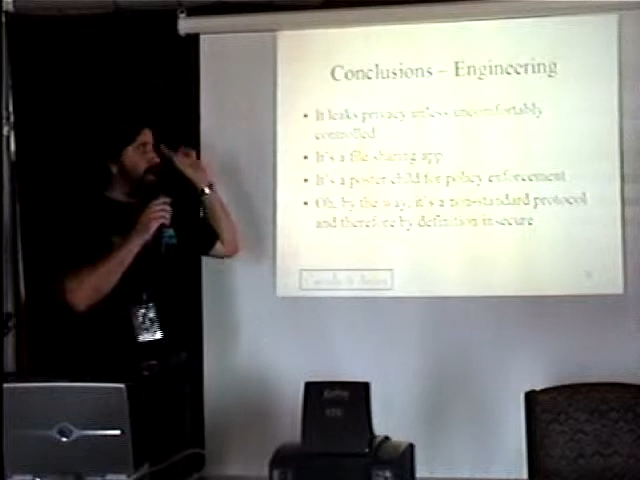 Conclusions – Engineering
• It leaks privacy unless uncomfortably
controlled
• It's a file sharing app
• It's a poster child for policy enforcement
• Oh, by the way, it's a non-standard protocol
and therefore by definition insecure